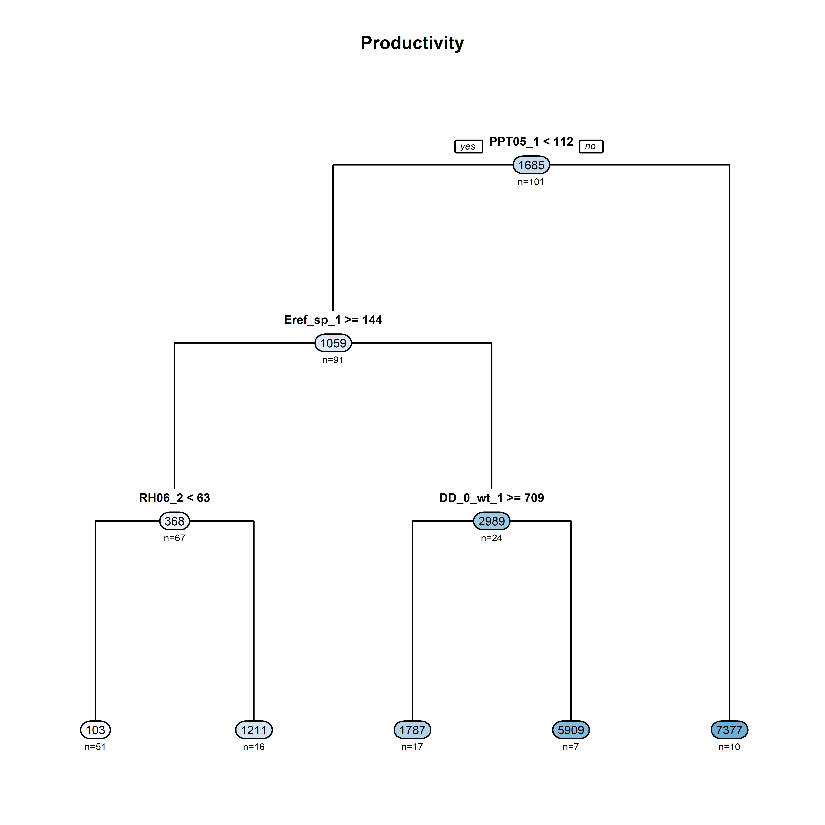 Productivity
yes PPT05_1 < 112 no
1685
n=101
Eref_sp_1 >= 144
1059
n=91
RH06_2 < 63
DD_0_wt_1 >= 709
368
2989
n=67
n=24
103
1211
1787
5909
7377
n=51
n=16
n=17
n=7
n=10